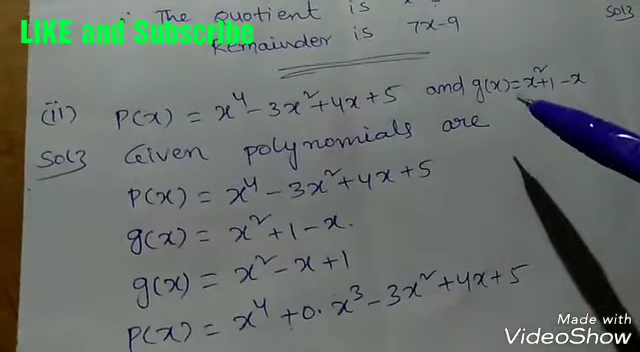 ∴ The quotient is
Remainder is 7x-9
LIKE and Subscribe
Sol3
(ii) P(x) = x⁴ - 3x² + 4x + 5 and g(x) = x² + 1 - x
Sol3 Given polynomials are
P(x) = x⁴ - 3x² + 4x + 5
g(x) = x² + 1 - x.
g(x) = x² - x + 1
P(x) = x⁴ + 0·x³ - 3x² + 4x + 5
Made with
VideoShow